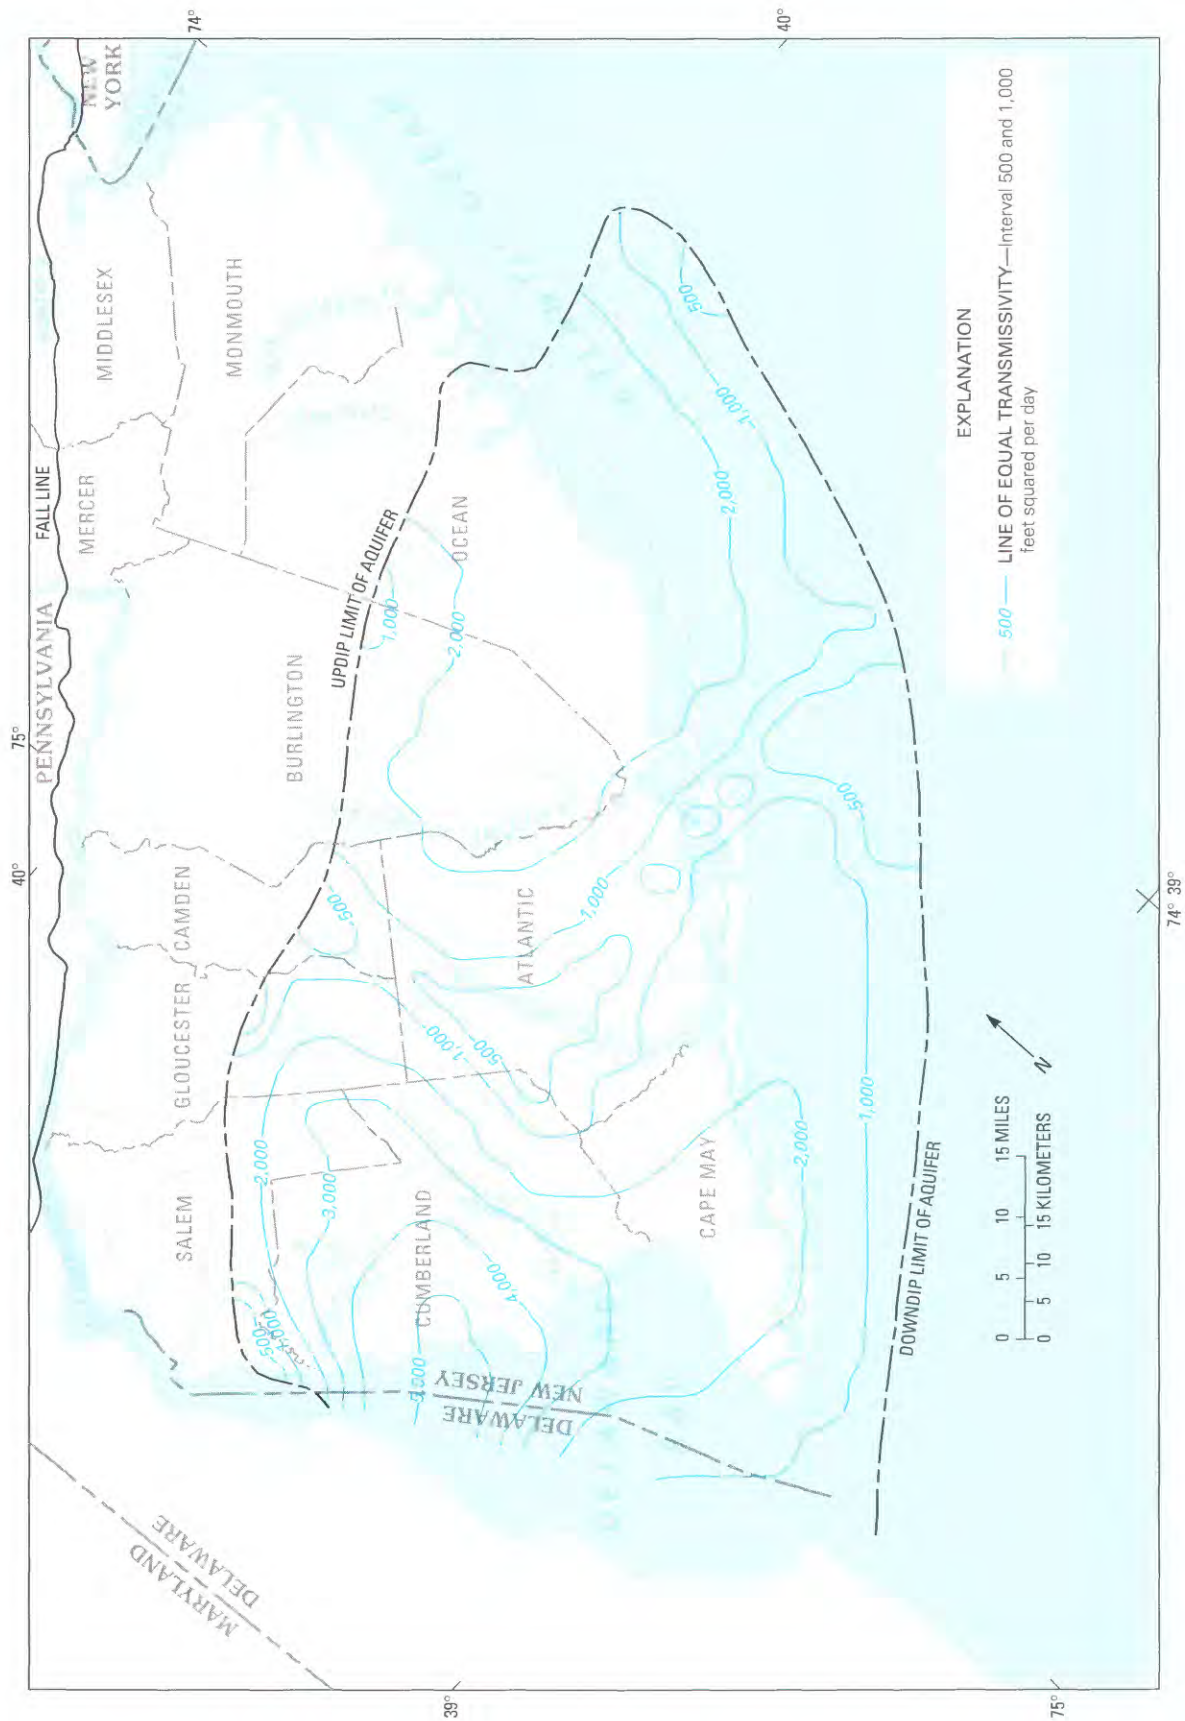 74°
40°
NEW
YORK
MIDDLESEX
MONMOUTH
FALL LINE
MERCER
OCEAN
UPDIP LIMIT OF AQUIFER
PENNSYLVANIA
75°
BURLINGTON
40°
CAMDEN
GLOUCESTER
ATLANTIC
SALEM
CUMBERLAND
CAPE MAY
NEW JERSEY
DELAWARE
MARYLAND
DELAWARE
DOWNDIP LIMIT OF AQUIFER
500
1,000
2,000
1,000
2,000
500
1,000
500
1,000
500
2,000
3,000
500
4,000
5,000
2,000
1,000
EXPLANATION
500 — LINE OF EQUAL TRANSMISSIVITY—Interval 500 and 1,000
feet squared per day
0 5 10 15 MILES
0 5 10 15 KILOMETERS
N
74° 39°
39°
75°